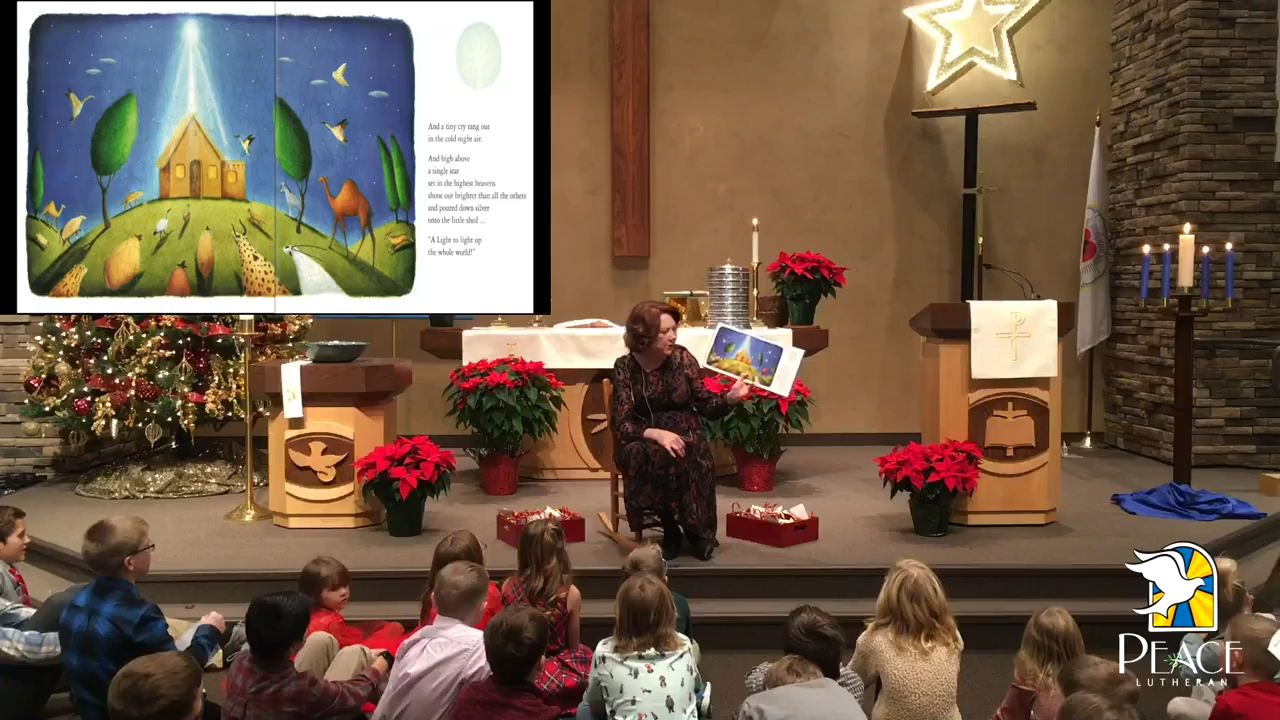 And a tiny cry rang out
in the cold night air.
And high above
a single star
set in the highest heavens
shone out brighter than all the others
and poured down silver
onto the little shed…
"A Light to light up
the whole world!"
PEACE
LUTHERAN